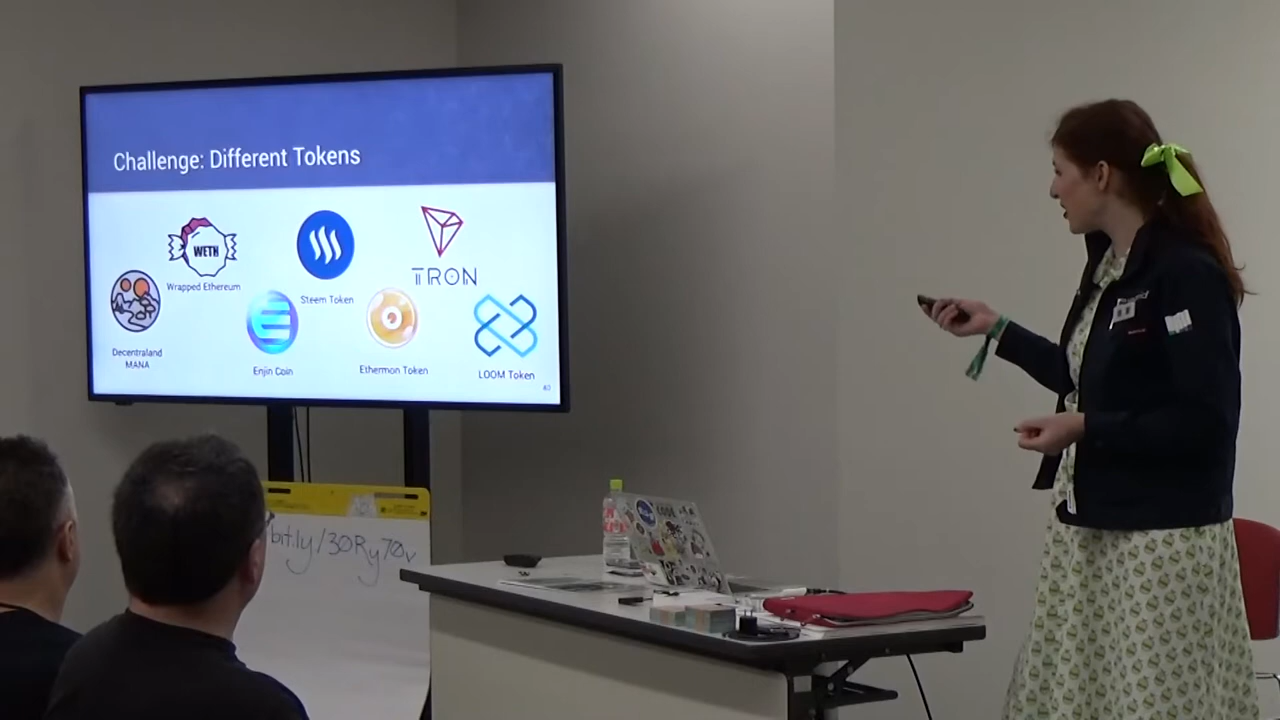 Challenge: Different Tokens
WETH
Wrapped Ethereum
Steem Token
TRON
Decentraland
MANA
Enjin Coin
Ethermon Token
LOOM Token
bit.ly/30Ry70v